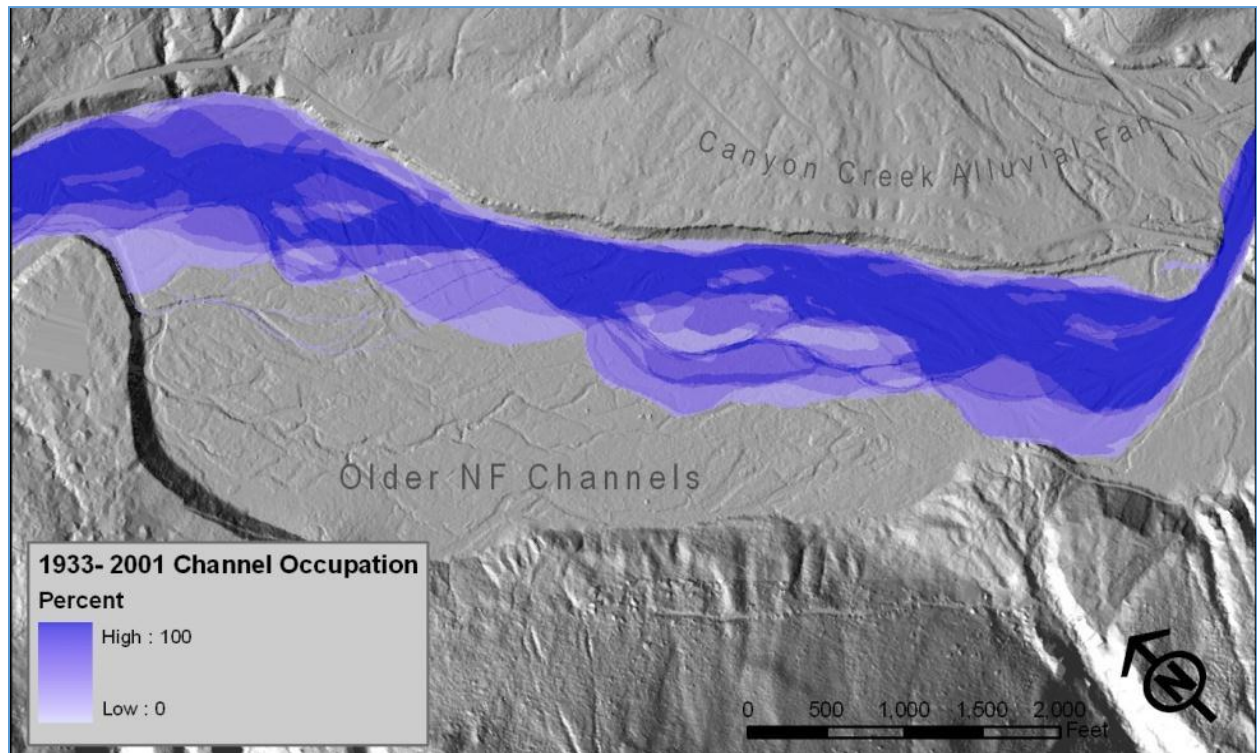 Canyon Creek Alluvial Fan
Older NF Channels
1933- 2001 Channel Occupation
Percent
High : 100
Low : 0
N
0 500 1,000 1,500 2,000
Feet